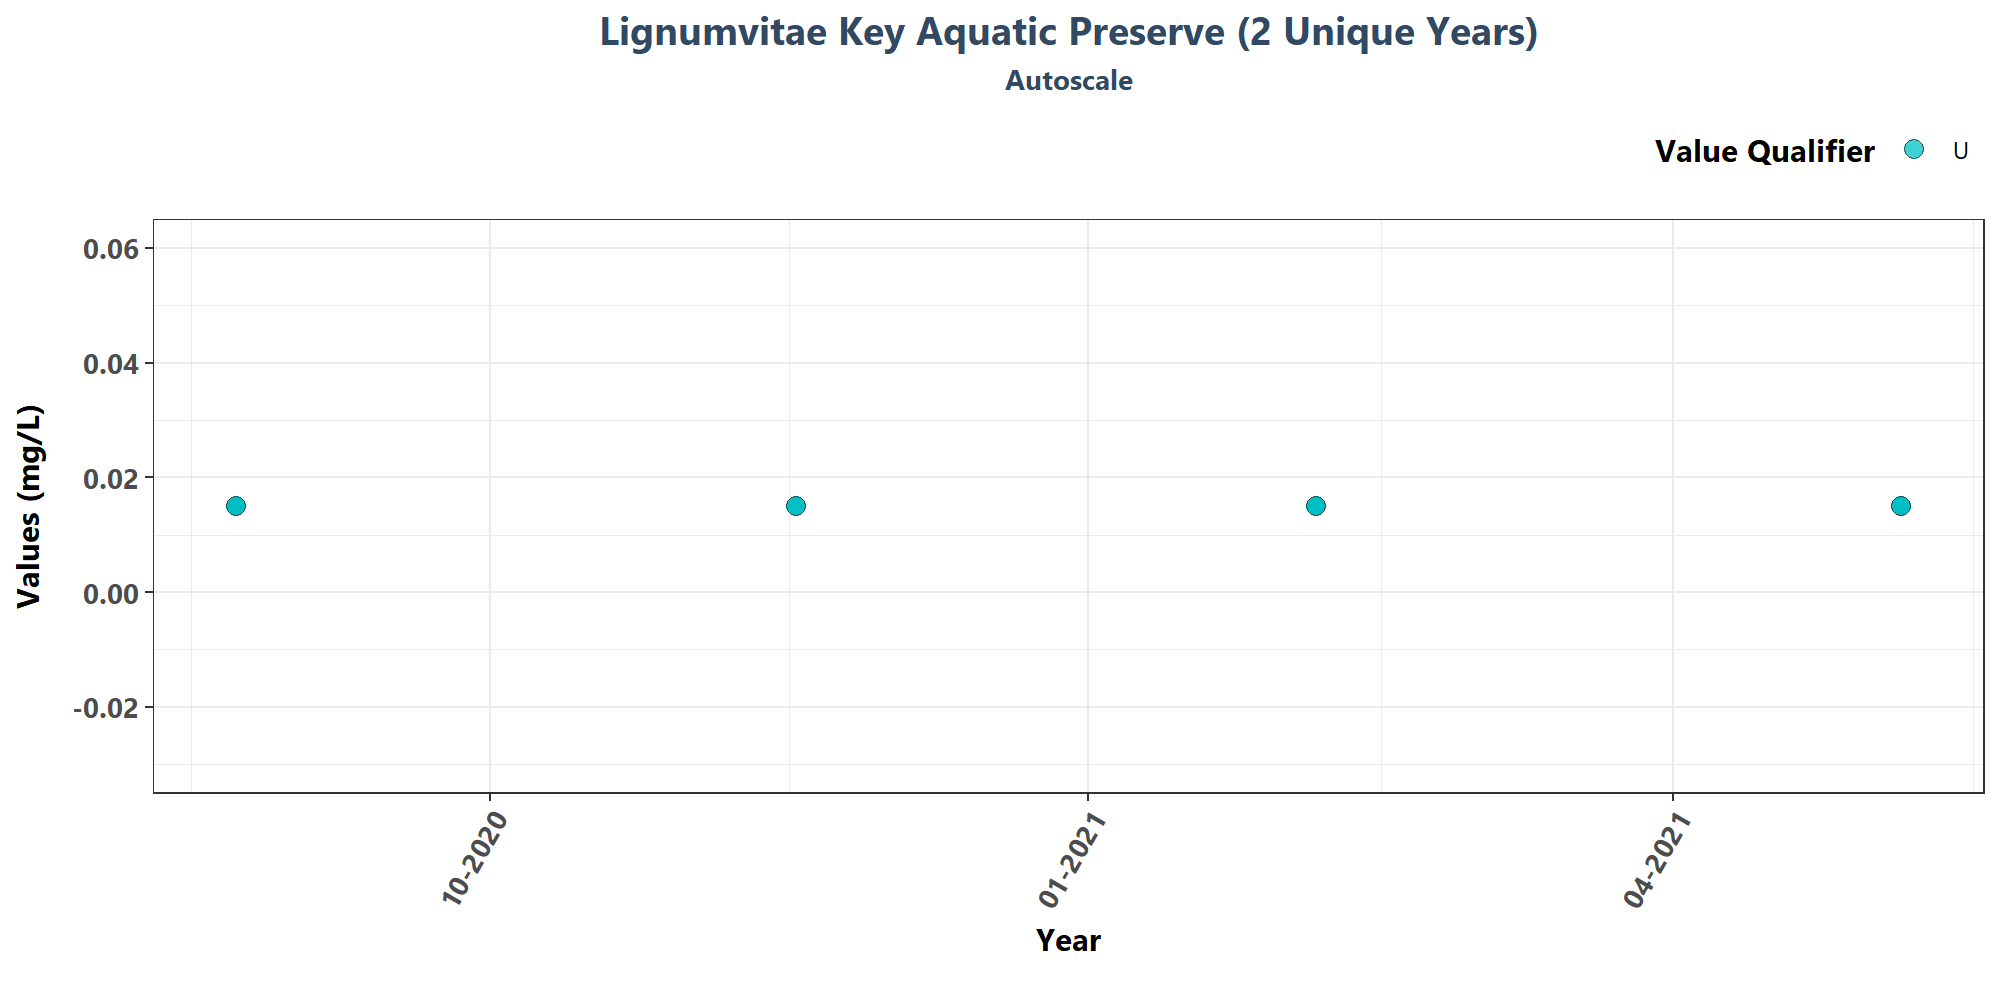 Lignumvitae Key Aquatic Preserve (2 Unique Years)
Autoscale
Value Qualifier U
0.06
0.04
0.02
0.00
-0.02
Values (mg/L)
10-2020
01-2021
04-2021
Year